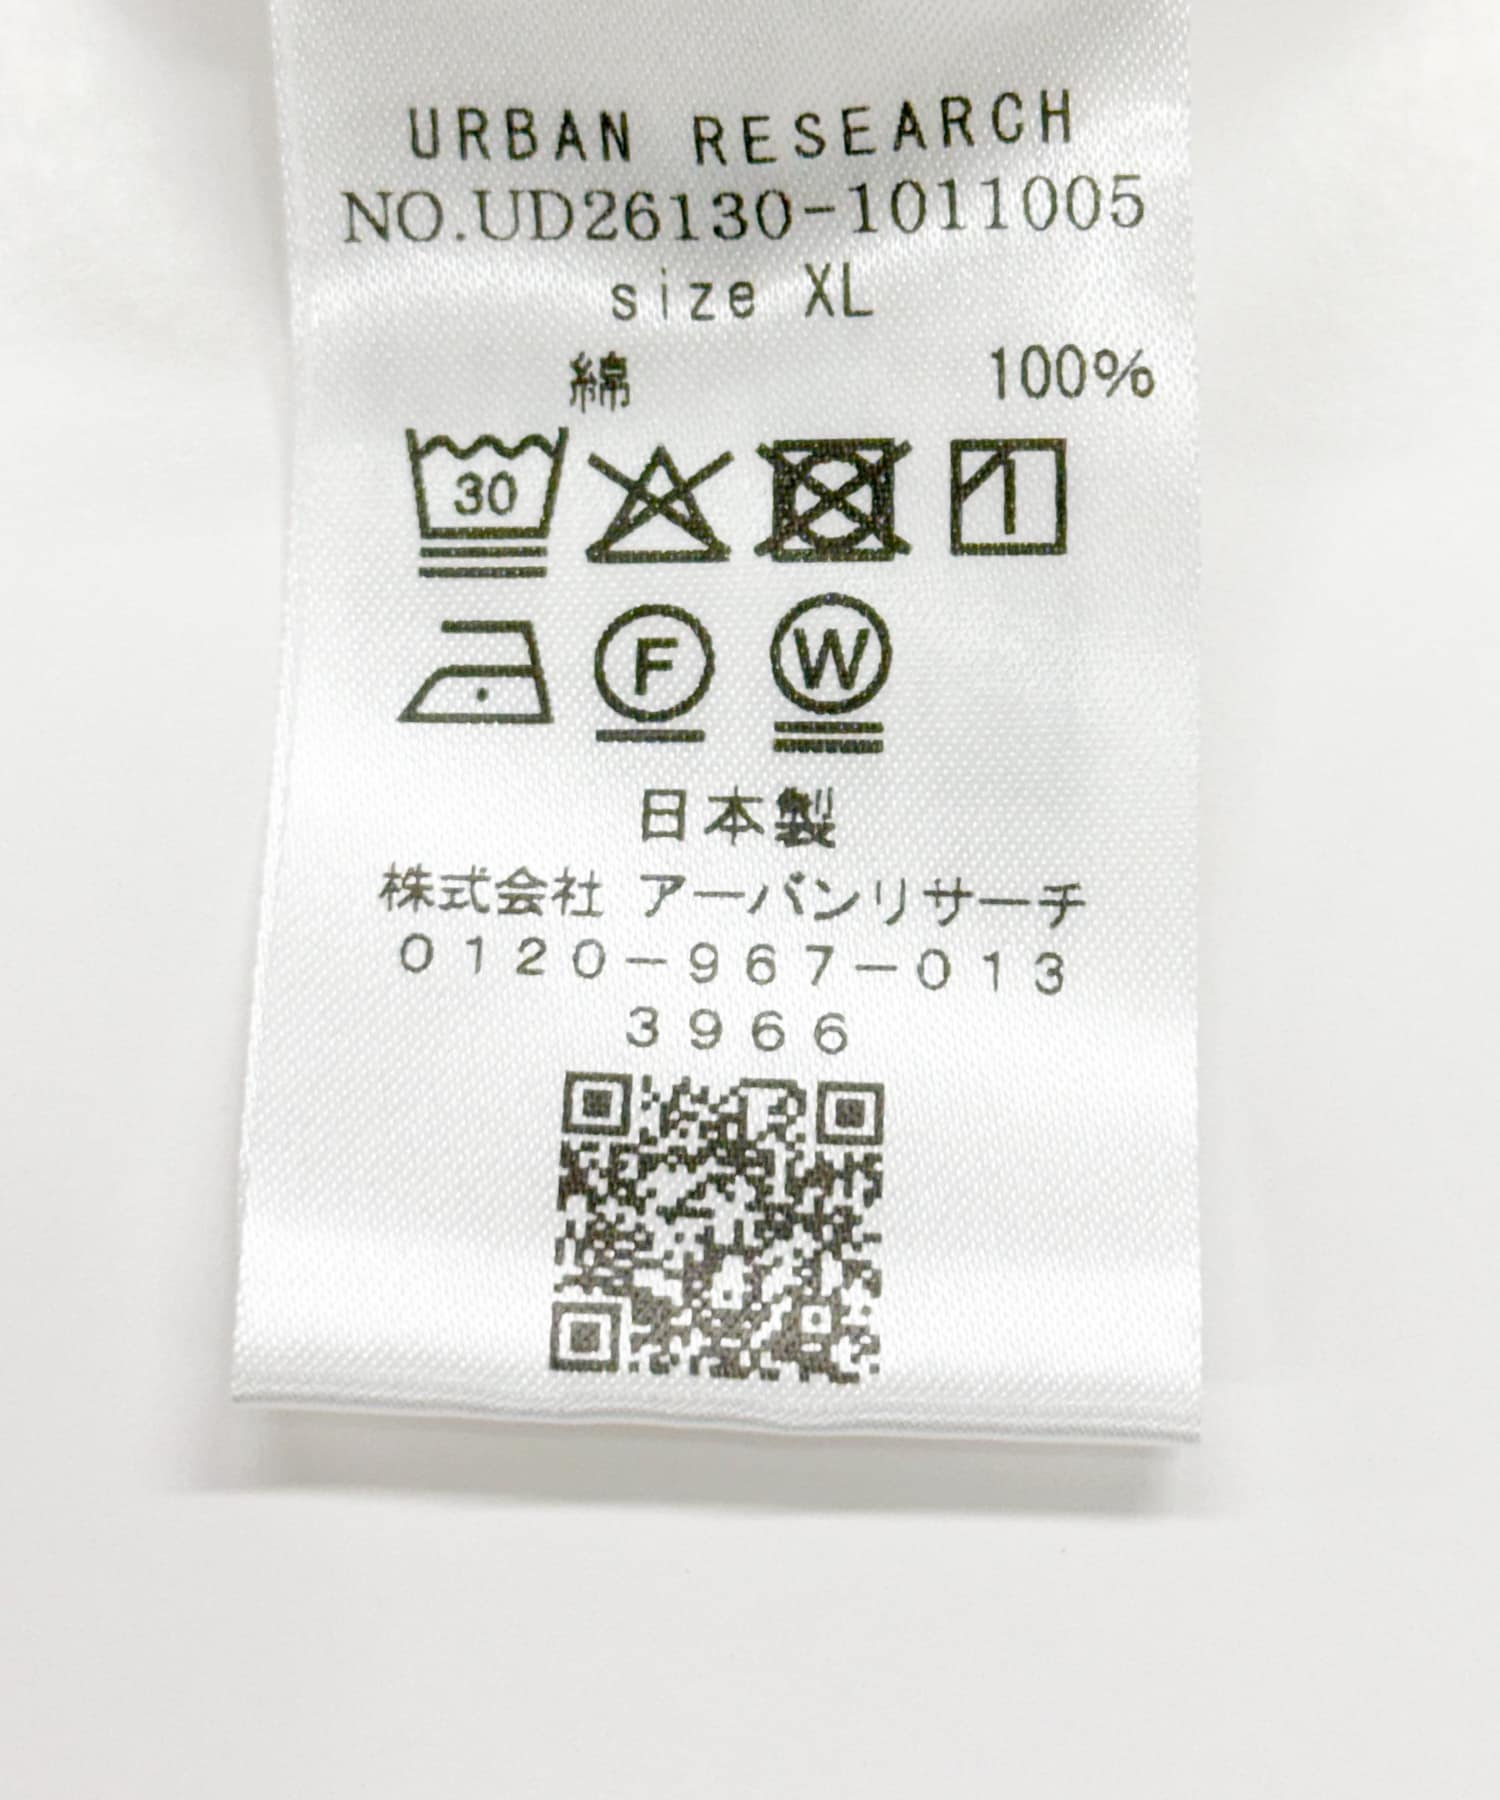 URBAN RESEARCH
NO.UD26130-1011005
size XL
綿 100%
30
F W
日本製
株式会社 アーバンリサーチ
0120-967-013
3966